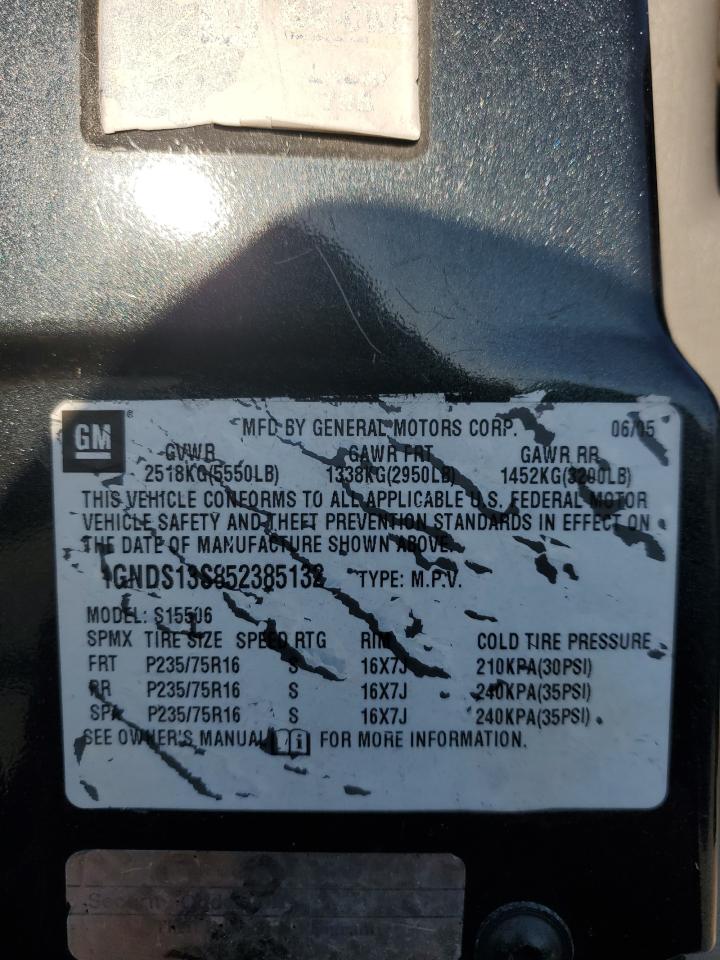 GM ®
MFD BY GENERAL MOTORS CORP. 06/05
GVWR GAWR FRT GAWR RR
2518KG(5550LB) 1338KG(2950LB) 1452KG(3200LB)
THIS VEHICLE CONFORMS TO ALL APPLICABLE U.S. FEDERAL MOTOR
VEHICLE SAFETY AND THEFT PREVENTION STANDARDS IN EFFECT ON
THE DATE OF MANUFACTURE SHOWN ABOVE.
1GNDS13S852385132 TYPE: M.P.V.
MODEL: S15506
SPMX TIRE SIZE SPEED RTG RIM COLD TIRE PRESSURE
FRT P235/75R16 S 16X7J 210KPA(30PSI)
RR P235/75R16 S 16X7J 240KPA(35PSI)
SPA P235/75R16 S 16X7J 240KPA(35PSI)
SEE OWNER'S MANUAL i FOR MORE INFORMATION.